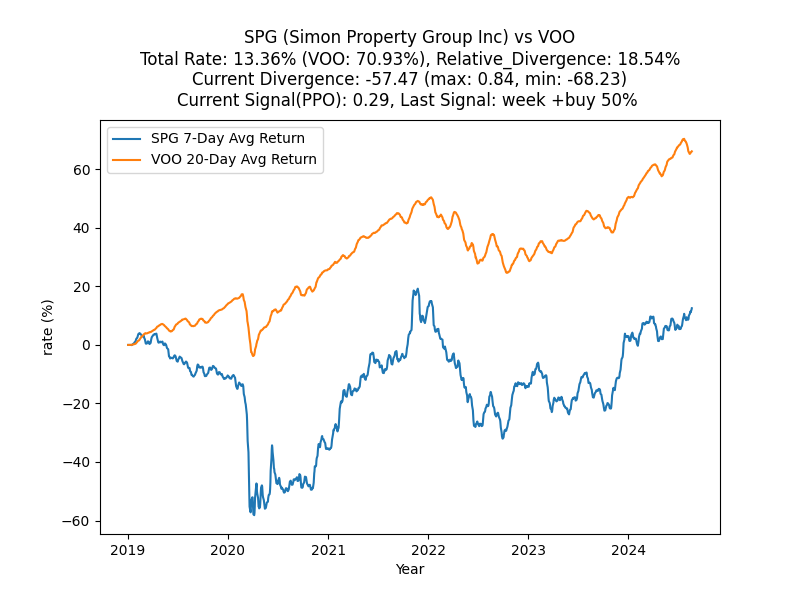 SPG (Simon Property Group Inc) vs VOO
Total Rate: 13.36% (VOO: 70.93%), Relative_Divergence: 18.54%
Current Divergence: -57.47 (max: 0.84, min: -68.23)
Current Signal(PPO): 0.29, Last Signal: week +buy 50%
SPG 7-Day Avg Return
VOO 20-Day Avg Return
60
40
20
0
−20
−40
−60
rate (%)
2019
2020
2021
2022
2023
2024
Year